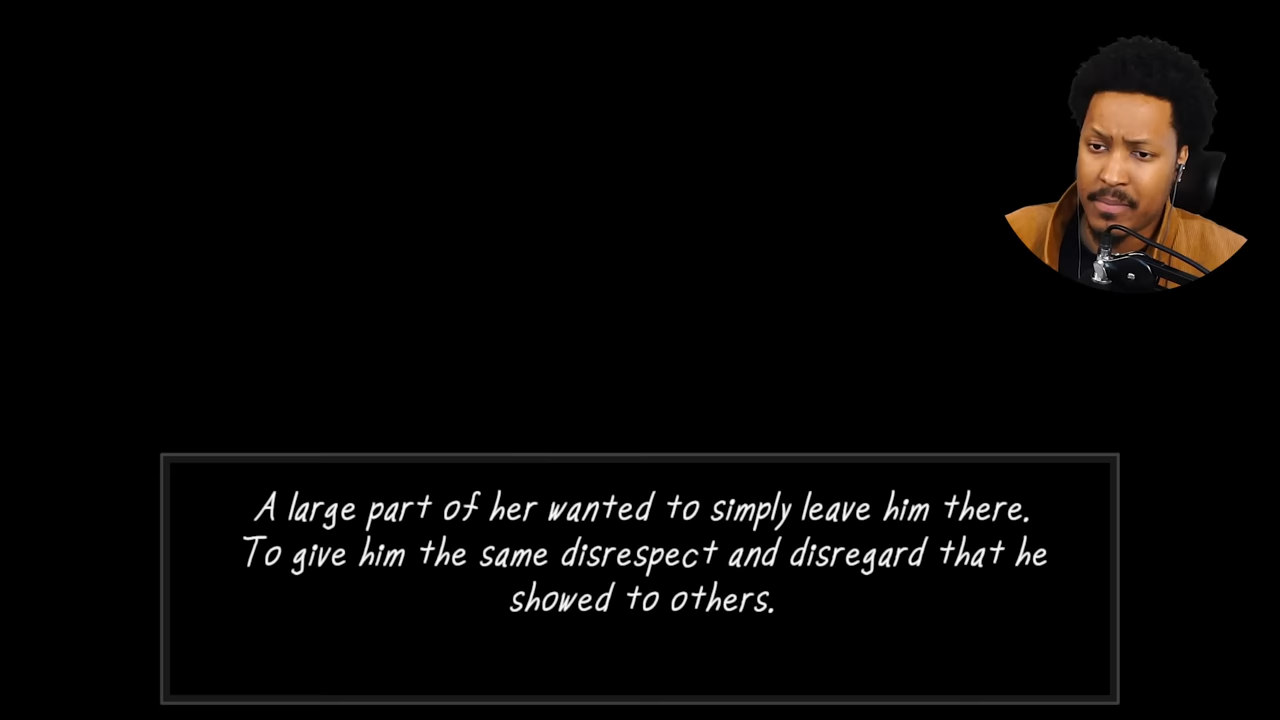 A large part of her wanted to simply leave him there.
To give him the same disrespect and disregard that he
showed to others.